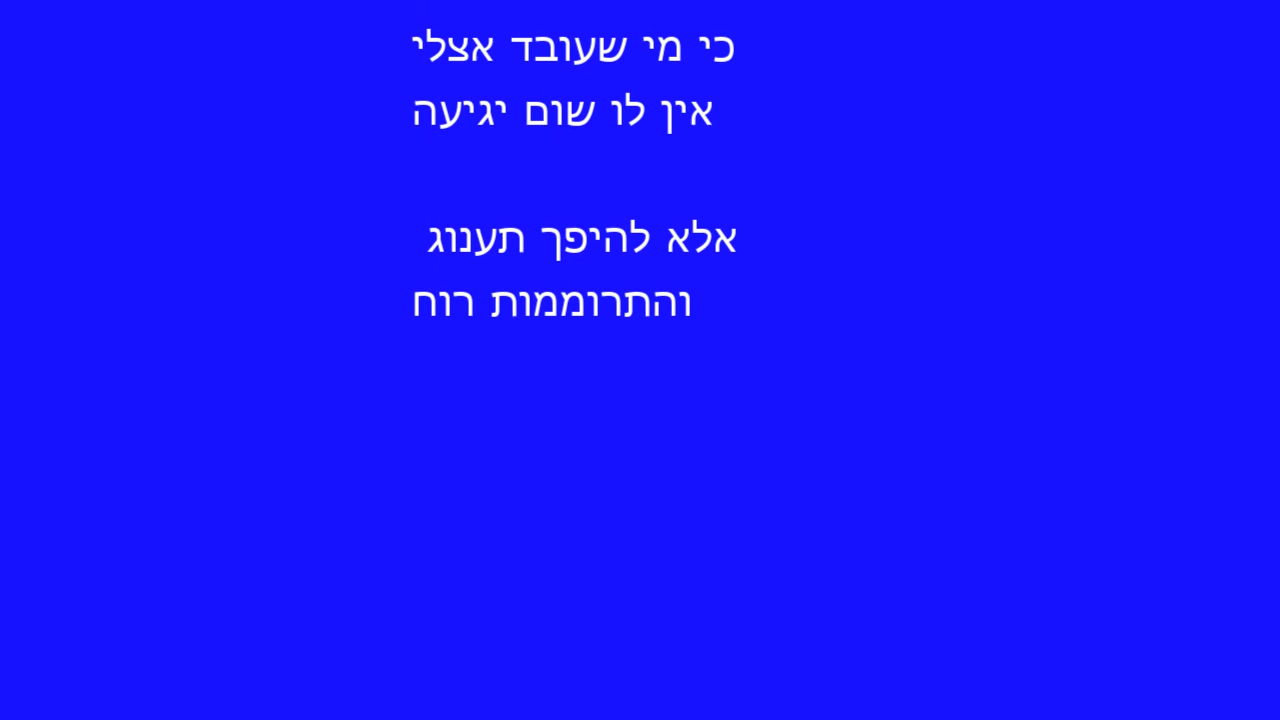 כי מי שעובד אצלי
אין לו שום יגיעה
אלא להיפך תענוג
והתרוממות רוח